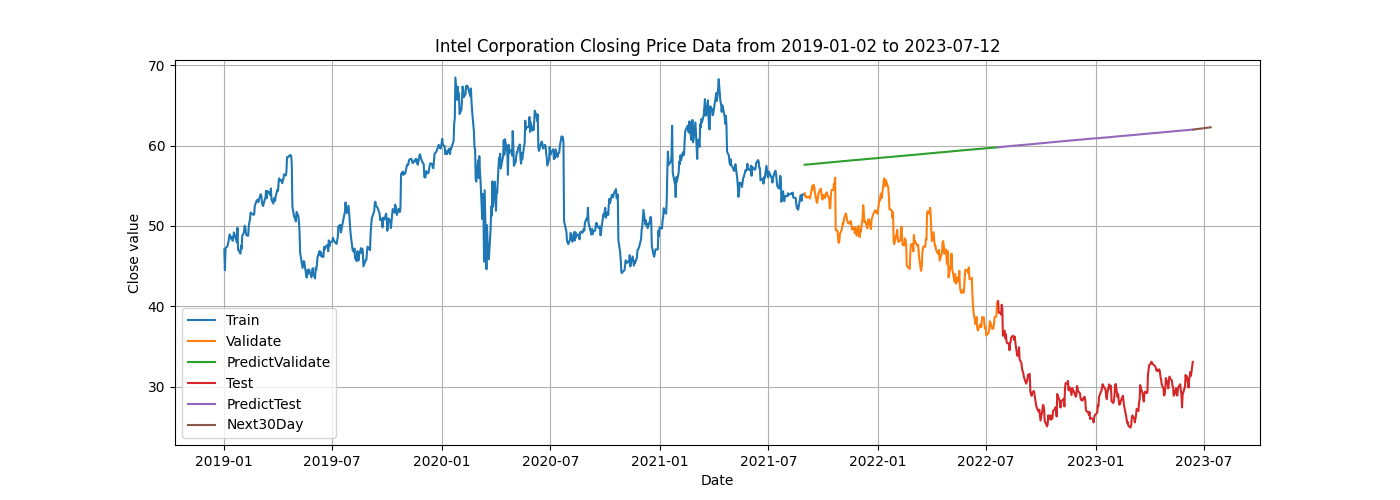 Intel Corporation Closing Price Data from 2019-01-02 to 2023-07-12
70
60
50
40
30
Close value
Train
Validate
PredictValidate
Test
PredictTest
Next30Day
2019-01 2019-07 2020-01 2020-07 2021-01 2021-07 2022-01 2022-07 2023-01 2023-07
Date